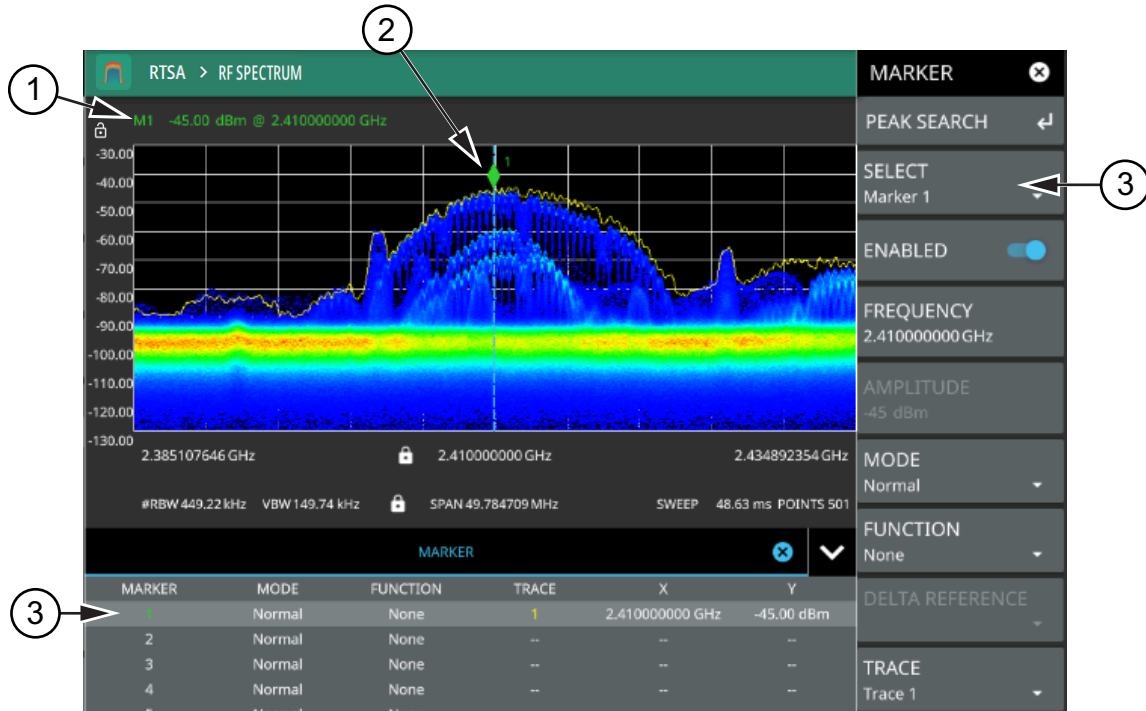 2
RTSA > RF SPECTRUM
1
M1 -45.00 dBm @ 2.410000000 GHz
1
-30.00
-40.00
-50.00
-60.00
-70.00
-80.00
-90.00
-100.00
-110.00
-120.00
-130.00
2.385107646 GHz 2.410000000 GHz 2.434892354 GHz
#RBW 449.22 kHz VBW 149.74 kHz SPAN 49.784709 MHz SWEEP 48.63 ms POINTS 501
MARKER
MARKER MODE FUNCTION TRACE X Y
3
1 Normal None 1 2.410000000 GHz -45.00 dBm
2 Normal None -- -- --
3 Normal None -- -- --
4 Normal None -- -- --
MARKER
PEAK SEARCH
SELECT
Marker 1
3
ENABLED
FREQUENCY
2.410000000 GHz
AMPLITUDE
-45 dBm
MODE
Normal
FUNCTION
None
DELTA REFERENCE
TRACE
Trace 1